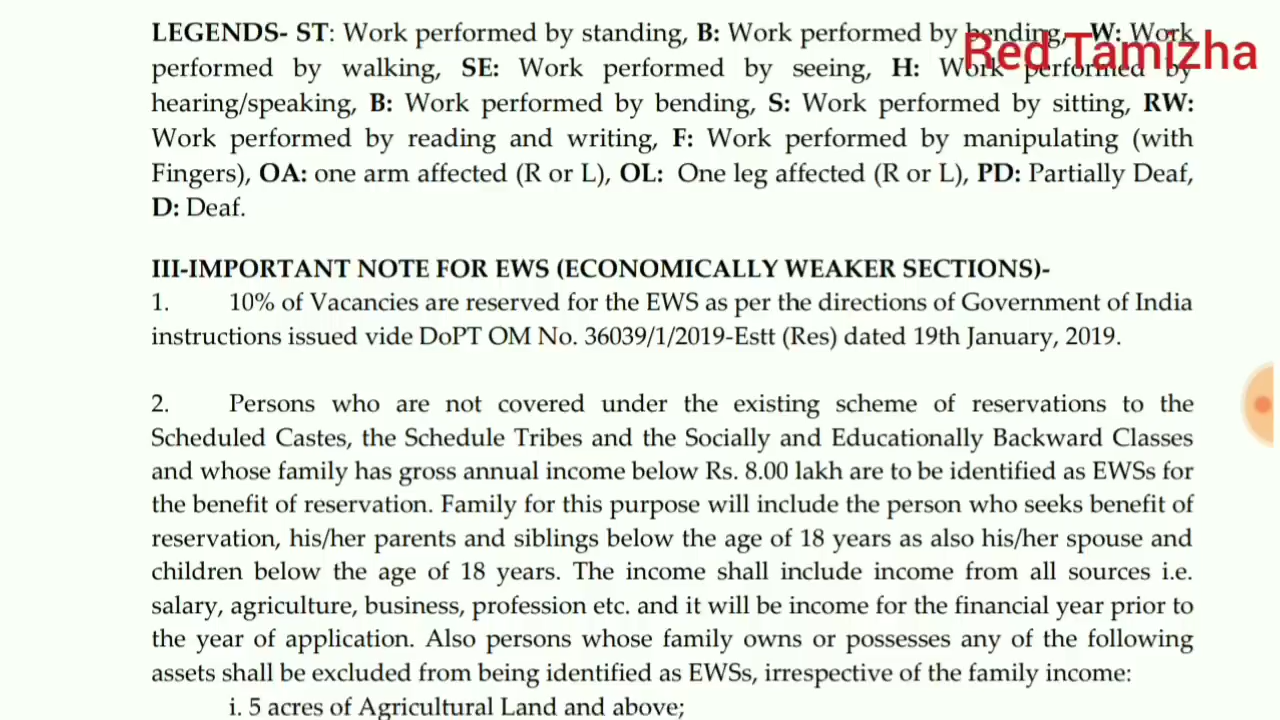 LEGENDS- ST: Work performed by standing, B: Work performed by bending, W: Work
performed by walking, SE: Work performed by seeing, H: Work performed by
hearing/speaking, B: Work performed by bending, S: Work performed by sitting, RW:
Work performed by reading and writing, F: Work performed by manipulating (with
Fingers), OA: one arm affected (R or L), OL: One leg affected (R or L), PD: Partially Deaf,
D: Deaf.
Red Tamizha
III-IMPORTANT NOTE FOR EWS (ECONOMICALLY WEAKER SECTIONS)-
1. 10% of Vacancies are reserved for the EWS as per the directions of Government of India
instructions issued vide DoPT OM No. 36039/1/2019-Estt (Res) dated 19th January, 2019.
2. Persons who are not covered under the existing scheme of reservations to the
Scheduled Castes, the Schedule Tribes and the Socially and Educationally Backward Classes
and whose family has gross annual income below Rs. 8.00 lakh are to be identified as EWSs for
the benefit of reservation. Family for this purpose will include the person who seeks benefit of
reservation, his/her parents and siblings below the age of 18 years as also his/her spouse and
children below the age of 18 years. The income shall include income from all sources i.e.
salary, agriculture, business, profession etc. and it will be income for the financial year prior to
the year of application. Also persons whose family owns or possesses any of the following
assets shall be excluded from being identified as EWSs, irrespective of the family income:
i. 5 acres of Agricultural Land and above;